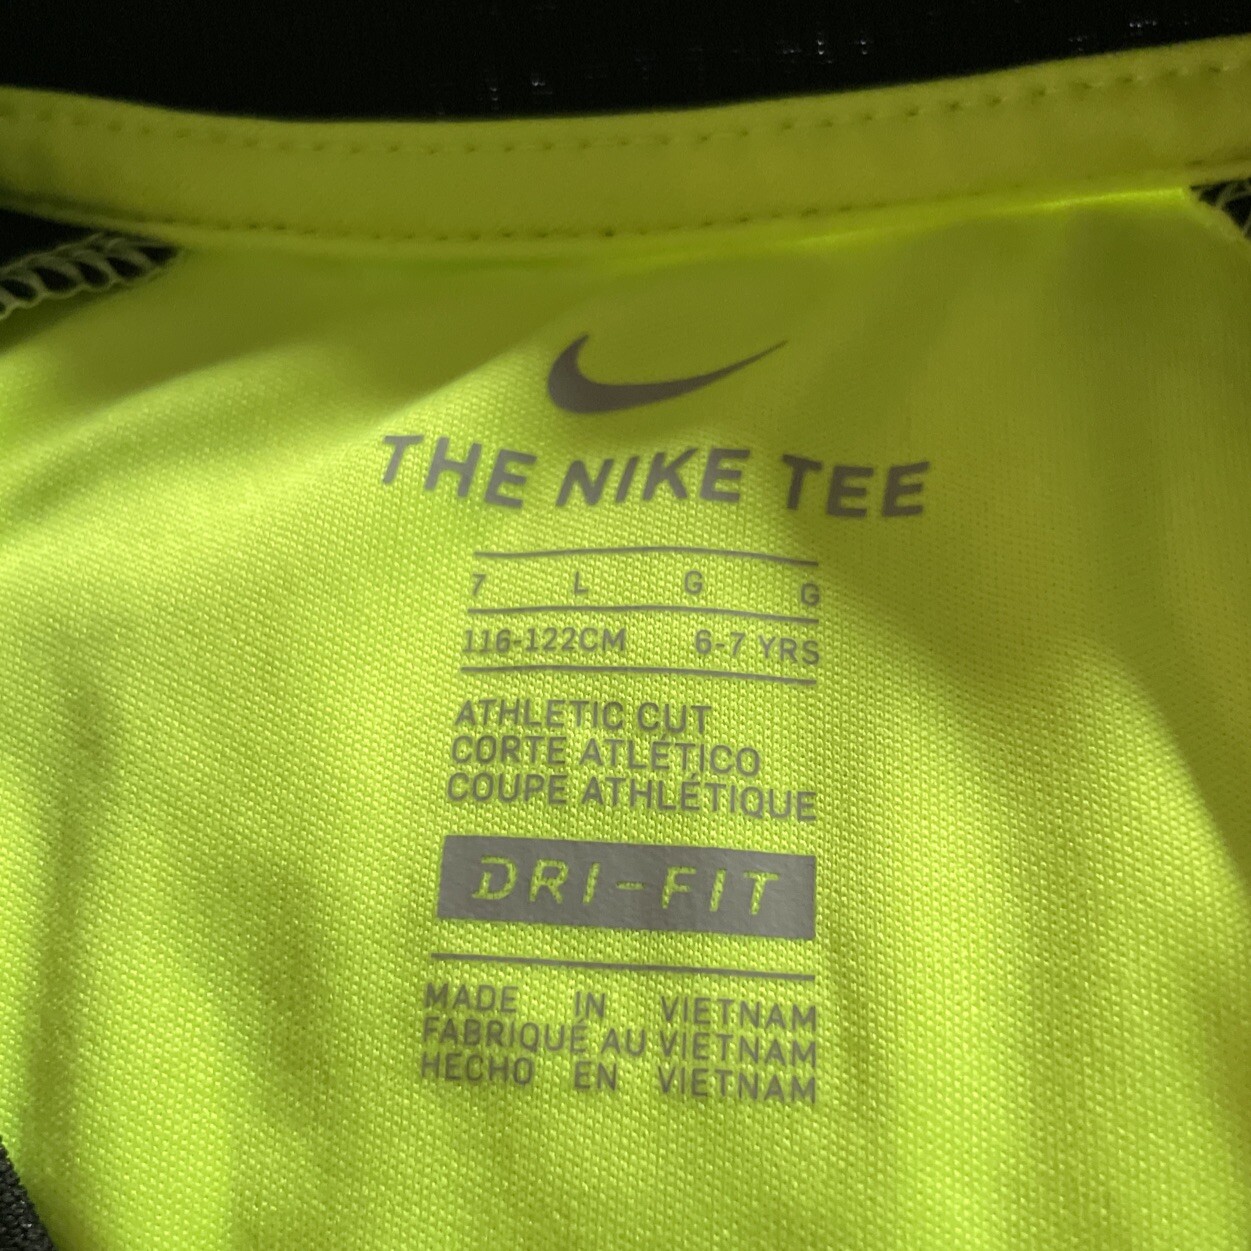 THE NIKE TEE
7 L G G
116-122CM 6-7 YRS
ATHLETIC CUT
CORTE ATLÉTICO
COUPE ATHLÉTIQUE
DRI-FIT
MADE IN VIETNAM
FABRIQUÉ AU VIETNAM
HECHO EN VIETNAM